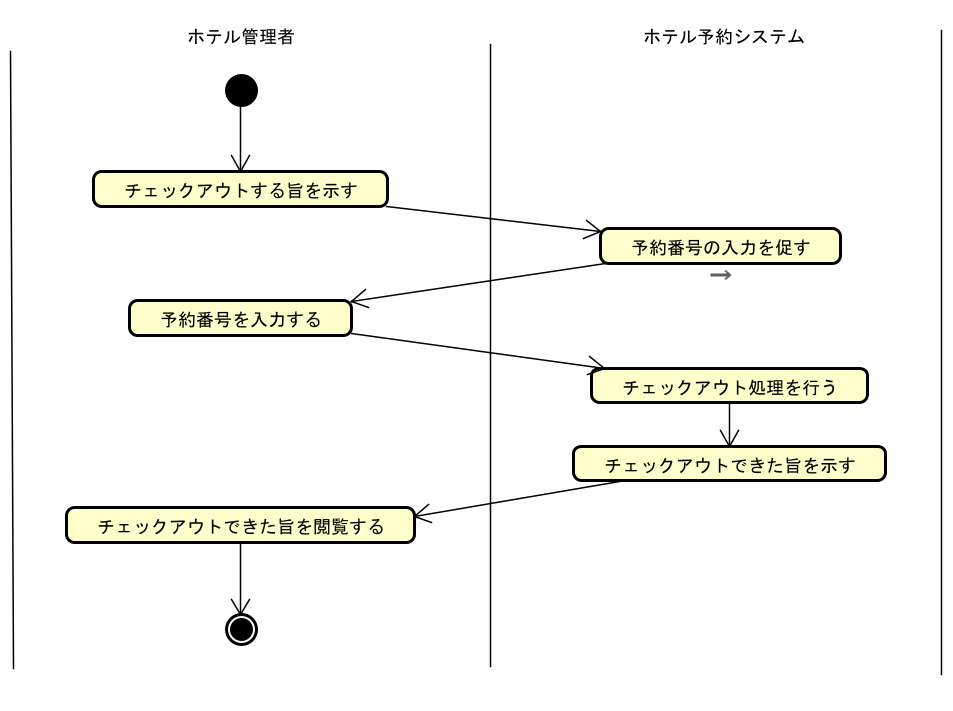 ホテル管理者
ホテル予約システム
チェックアウトする旨を示す
予約番号の入力を促す
予約番号を入力する
チェックアウト処理を行う
チェックアウトできた旨を示す
チェックアウトできた旨を閲覧する